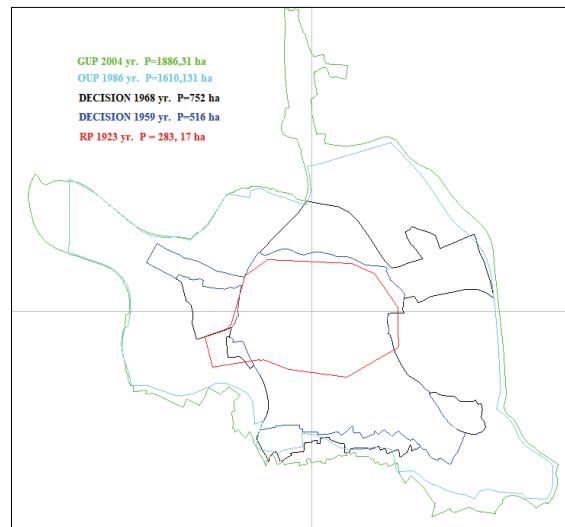 GUP 2004 yr. P=1886,31 ha
OUP 1986 yr. P=1610,131 ha
DECISION 1968 yr. P=752 ha
DECISION 1959 yr. P=516 ha
RP 1923 yr. P = 283, 17 ha